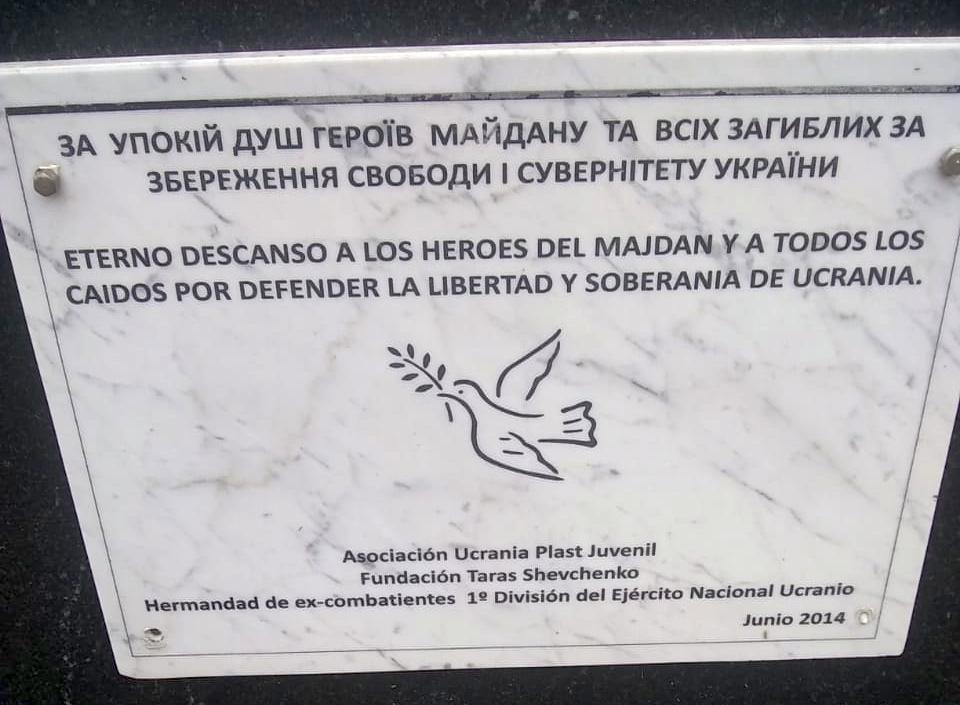 ЗА УПОКІЙ ДУШ ГЕРОЇВ МАЙДАНУ ТА ВСІХ ЗАГИБЛИХ ЗА
ЗБЕРЕЖЕННЯ СВОБОДИ І СУВЕРНІТЕТУ УКРАЇНИ
ETERNO DESCANSO A LOS HEROES DEL MAJDAN Y A TODOS LOS
CAIDOS POR DEFENDER LA LIBERTAD Y SOBERANIA DE UCRANIA.
Asociación Ucrania Plast Juvenil
Fundación Taras Shevchenko
Hermandad de ex-combatientes 1º División del Ejército Nacional Ucranio
Junio 2014